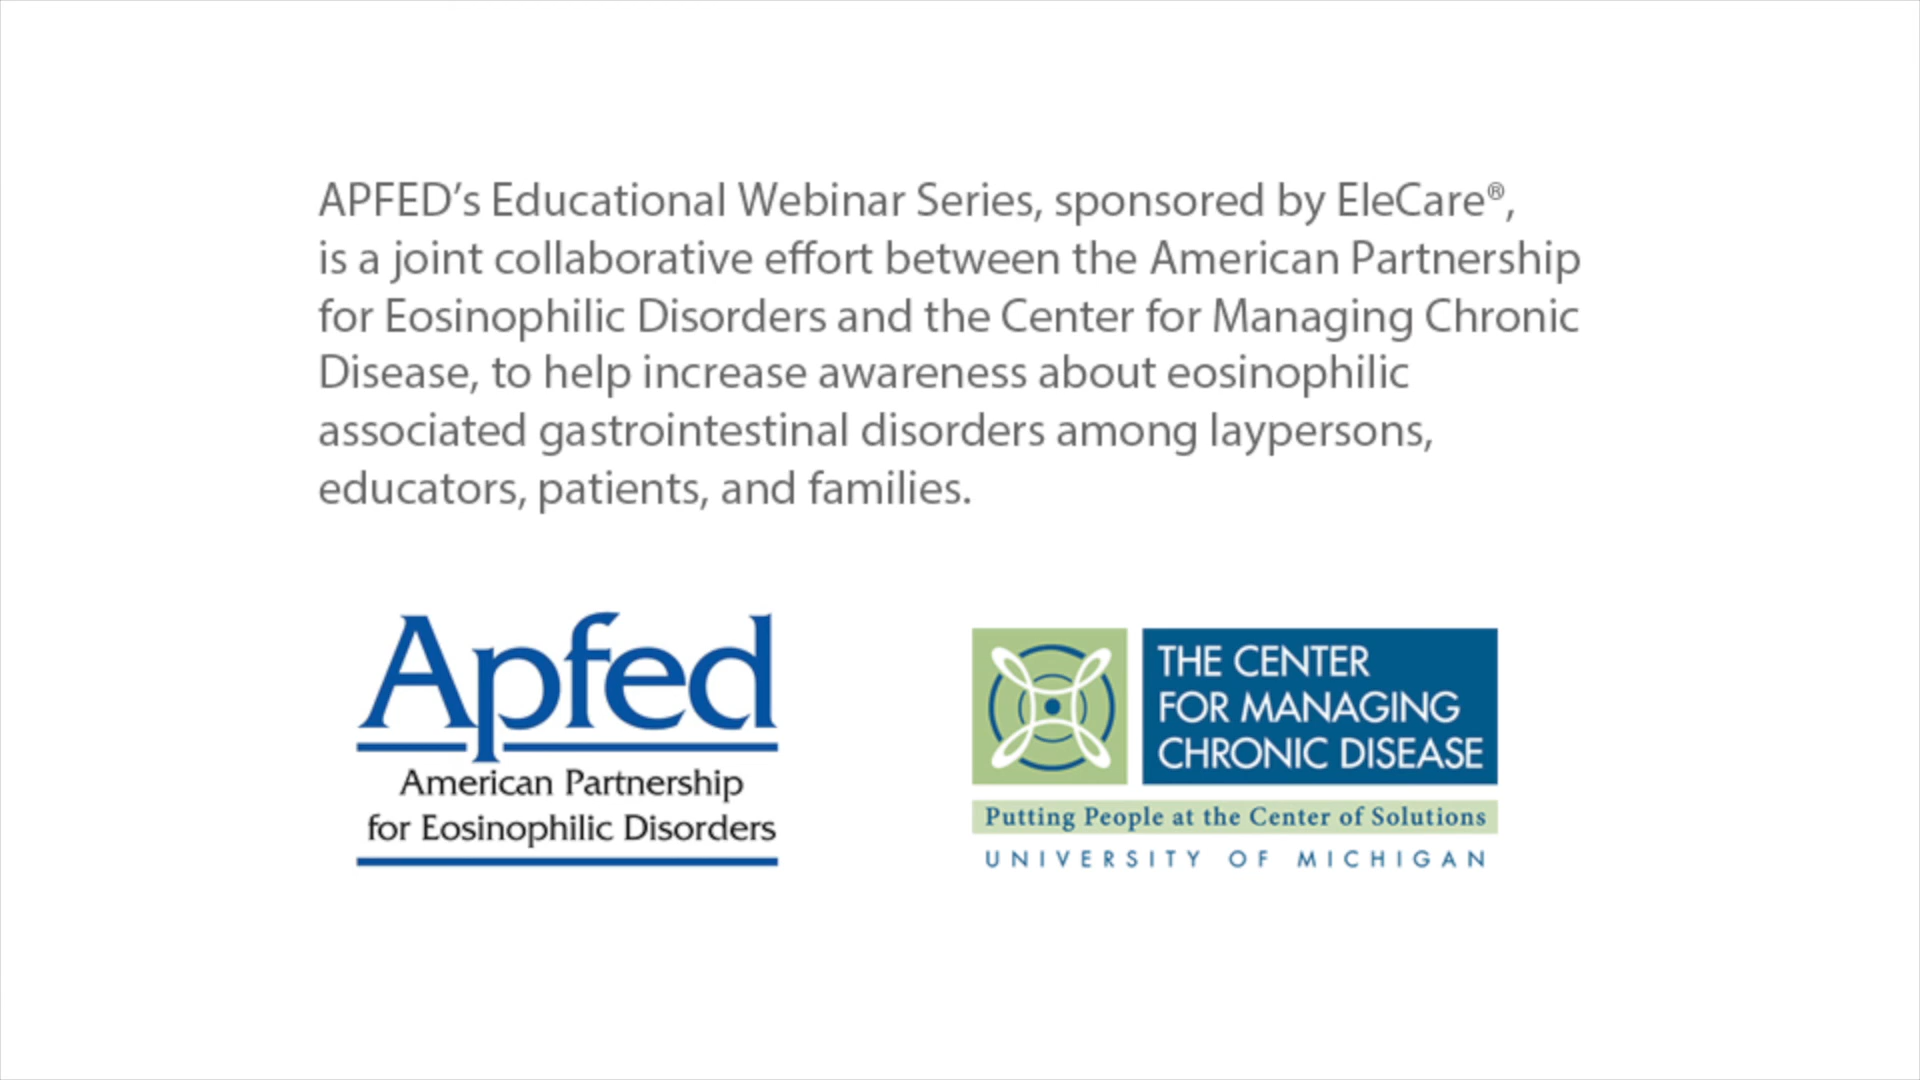 APFED’s Educational Webinar Series, sponsored by EleCare®,
is a joint collaborative effort between the American Partnership
for Eosinophilic Disorders and the Center for Managing Chronic
Disease, to help increase awareness about eosinophilic
associated gastrointestinal disorders among laypersons,
educators, patients, and families.
Apfed
American Partnership
for Eosinophilic Disorders
THE CENTER
FOR MANAGING
CHRONIC DISEASE
Putting People at the Center of Solutions
UNIVERSITY OF MICHIGAN